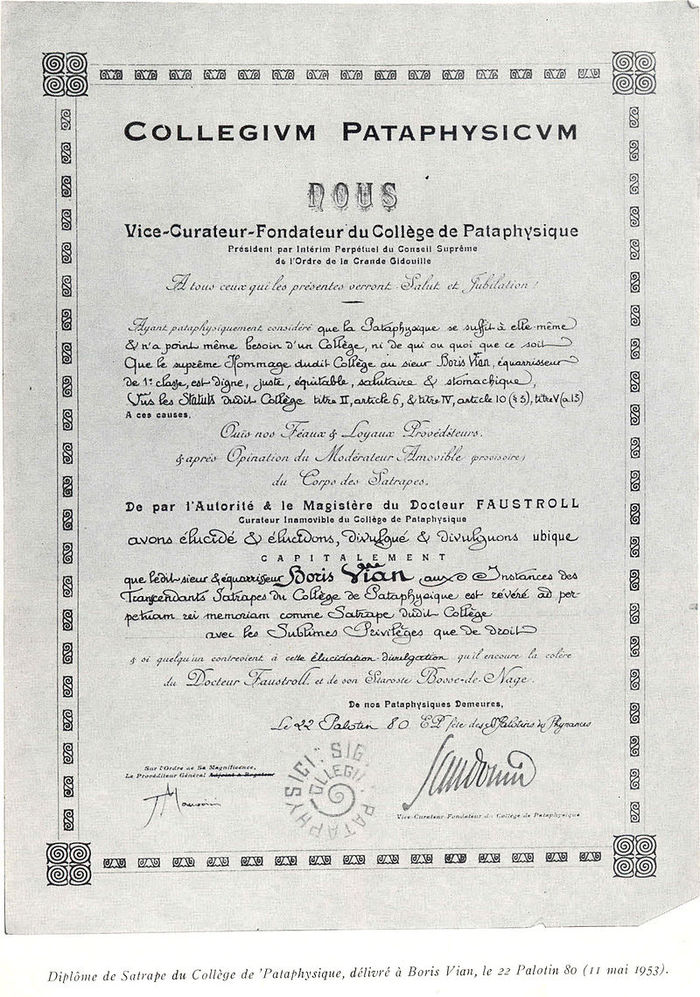 COLLEGIVM PATAPHYSICVM
NOUS
Vice-Curateur-Fondateur du Collège de Pataphysique
Président par Intérim Perpétuel du Conseil Suprême
de l'Ordre de la Grande Gidouille
A tous ceux qui les présentes verront Salut et Jubilation !
Ayant pataphysiquement considéré que la Pataphysique se suffit à elle même
& n'a point même besoin d'un Collège, ni de qui ou quoi que ce soit
Que le suprême Hommage dudit Collège au sieur Boris Vian, équarrisseur
de 1e classe, est digne, juste, équitable, salutaire & stomachique,
Vûs les Statuts dudit Collège titre II, article 6, & titre IV, article 10 (§ 5), titre V (a. 15)
A ces causes,
Ouïs nos Féaux & Loyaux Provéditeurs.
& après Opination du Modérateur Amovible (provisoire)
du Corps des Satrapes,
De par l'Autorité & le Magistère du Docteur FAUSTROLL
Curateur Inamovible du Collège de Pataphysique
avons élucidé & élucidons, divulgué & divulguons ubique
CAPITALEMENT
que ledit sieur & équarrisseur Boris Vian aux Instances des
Trancendants Satrapes du Collège de Pataphysique est révéré ad per-
petuam rei memoriam comme Satrape dudit Collège
avec les Sublimes Privilèges que de droit
& si quelqu'un contrevient à cette élucidation divulgation qu'il encoure la colère
du Docteur Faustroll et de son Staroste Bosse-de-Nage.
De nos Pataphysiques Demeures,
Le 22 Palotin 80 EP fête des Palotins du Phynances
Sur l'Ordre de Sa Magnificence,
Le Provéditeur Général Adjoint & Rogateur
SIG. COLLEGII PATAPHYSICI
Vice-Curateur-Fondateur du Collège de Pataphysique
Diplôme de Satrape du Collège de 'Pataphysique, délivré à Boris Vian, le 22 Palotin 80 (11 mai 1953).